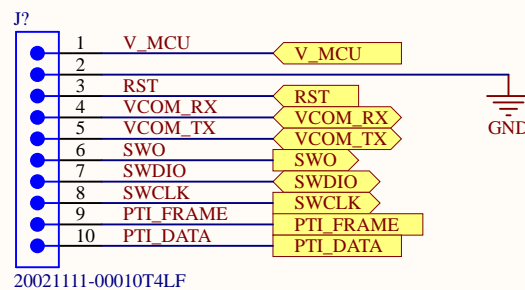 J?
1 V_MCU V_MCU
2
3 RST RST
4 VCOM_RX VCOM_RX
5 VCOM_TX VCOM_TX
6 SWO SWO
7 SWDIO SWDIO
8 SWCLK SWCLK
9 PTI_FRAME PTI_FRAME
10 PTI_DATA PTI_DATA
GND
20021111-00010T4LF